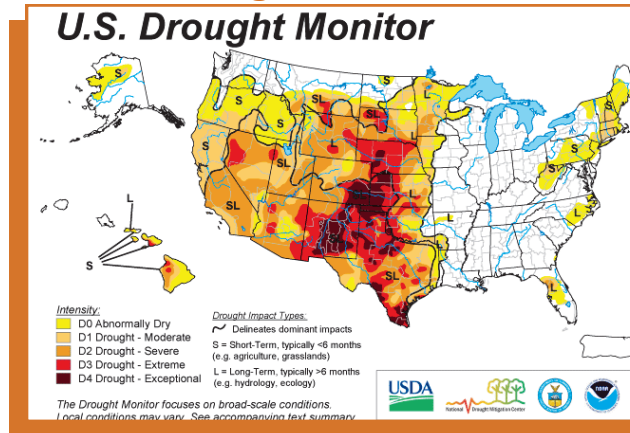 U.S. Drought Monitor
S
S
S
S
SL
SL
L
L
L
S
SL
L
SL
L
S
S
S
L
L
L
L
SL
L
L
S
Intensity:
D0 Abnormally Dry
D1 Drought - Moderate
D2 Drought - Severe
D3 Drought - Extreme
D4 Drought - Exceptional
Drought Impact Types:
Delineates dominant impacts
S = Short-Term, typically <6 months
(e.g. agriculture, grasslands)
L = Long-Term, typically >6 months
(e.g. hydrology, ecology)
USDA
National Drought Mitigation Center
The Drought Monitor focuses on broad-scale conditions.
Local conditions may vary. See accompanying text summary